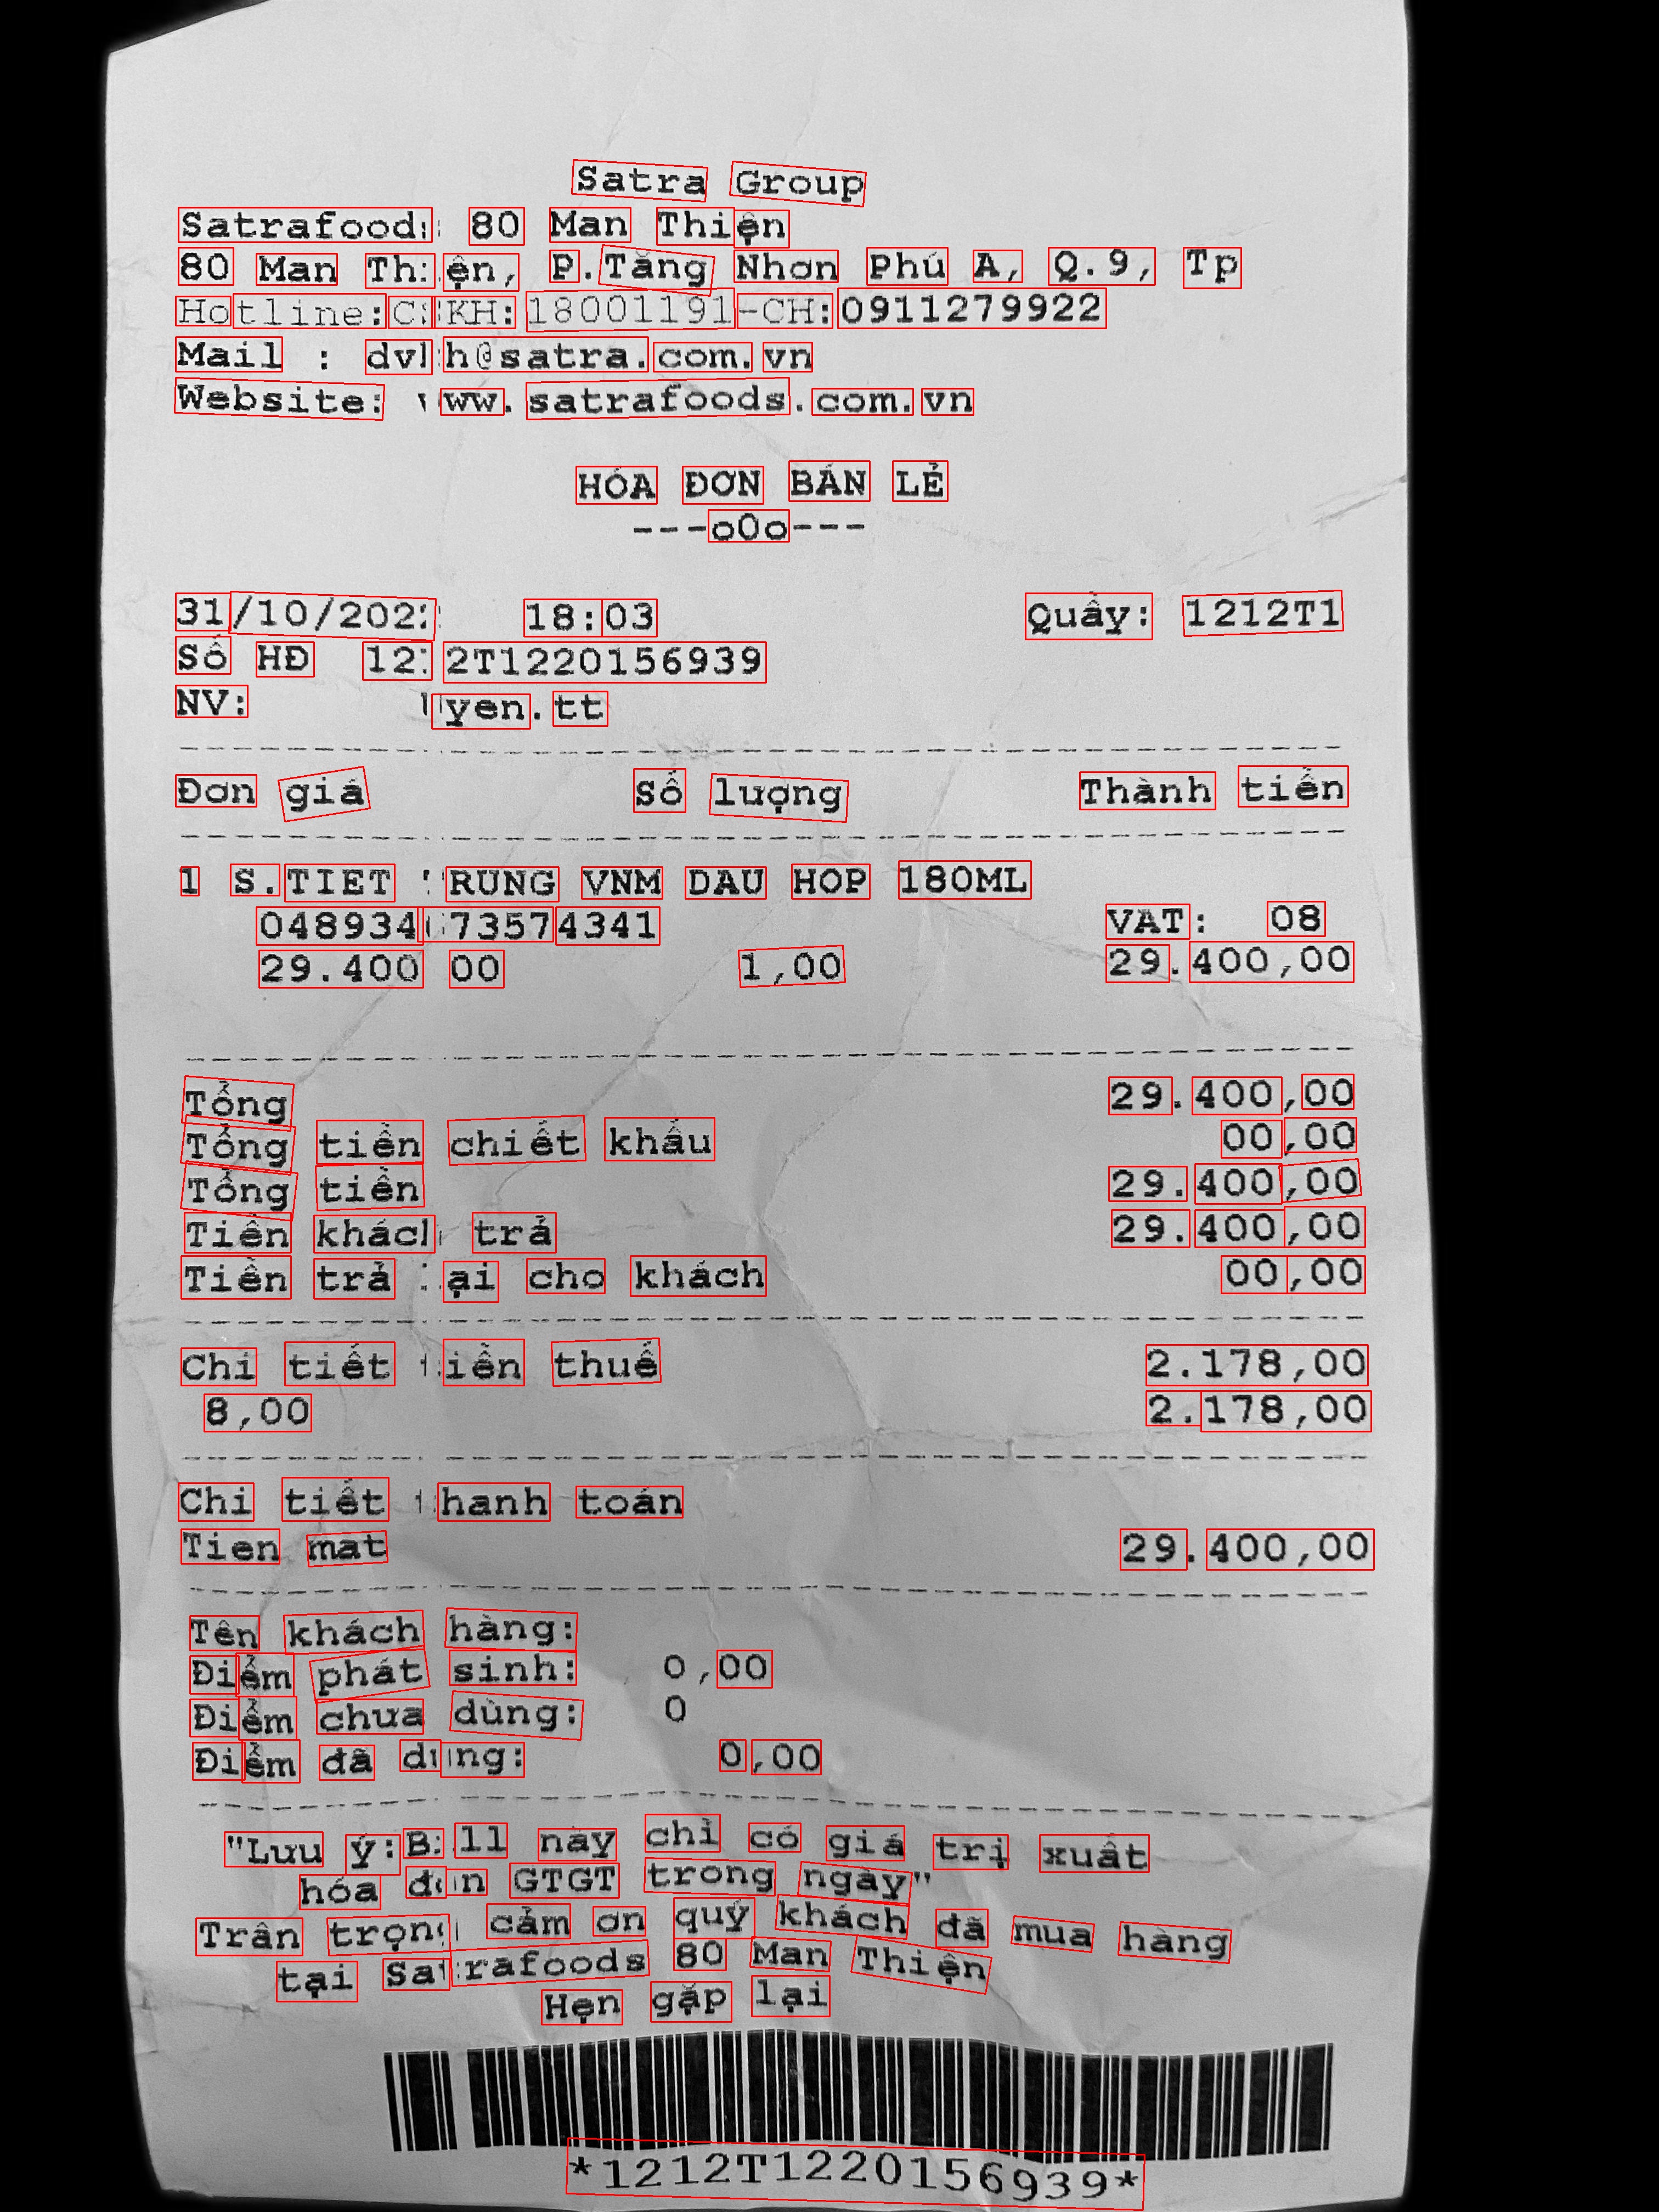 Satra Group
Satrafood: 80 Man Thiện
80 Man Thiện, P.Tăng Nhơn Phú A, Q.9, Tp
Hotline:CSKH:18001191-CH:0911279922
Mail : dvkh@satra.com.vn
Website: www.satrafoods.com.vn
HÓA ĐƠN BÁN LẺ
---o0o---
31/10/2022 18:03 Quầy: 1212T1
Số HĐ 1212T1220156939
NV: uyen.tt
Đơn giá Số lượng Thành tiền
1 S.TIET TRUNG VNM DAU HOP 180ML
048934673574341 VAT: 08
29.400 00 1,00 29.400,00
Tổng 29.400,00
Tổng tiền chiết khấu 00,00
Tổng tiền 29.400,00
Tiền khách trả 29.400,00
Tiền trả lại cho khách 00,00
Chi tiết tiền thuế 2.178,00
8,00 2.178,00
Chi tiết thanh toán
Tien mat 29.400,00
Tên khách hàng:
Điểm phát sinh: 0,00
Điểm chưa dùng: 0
Điểm đã dùng: 0,00
"Lưu ý:Bill này chỉ có giá trị xuất
hóa đơn GTGT trong ngày"
Trân trọng cảm ơn quý khách đã mua hàng
tại Satrafoods 80 Man Thiện
Hẹn gặp lại
*1212T1220156939*